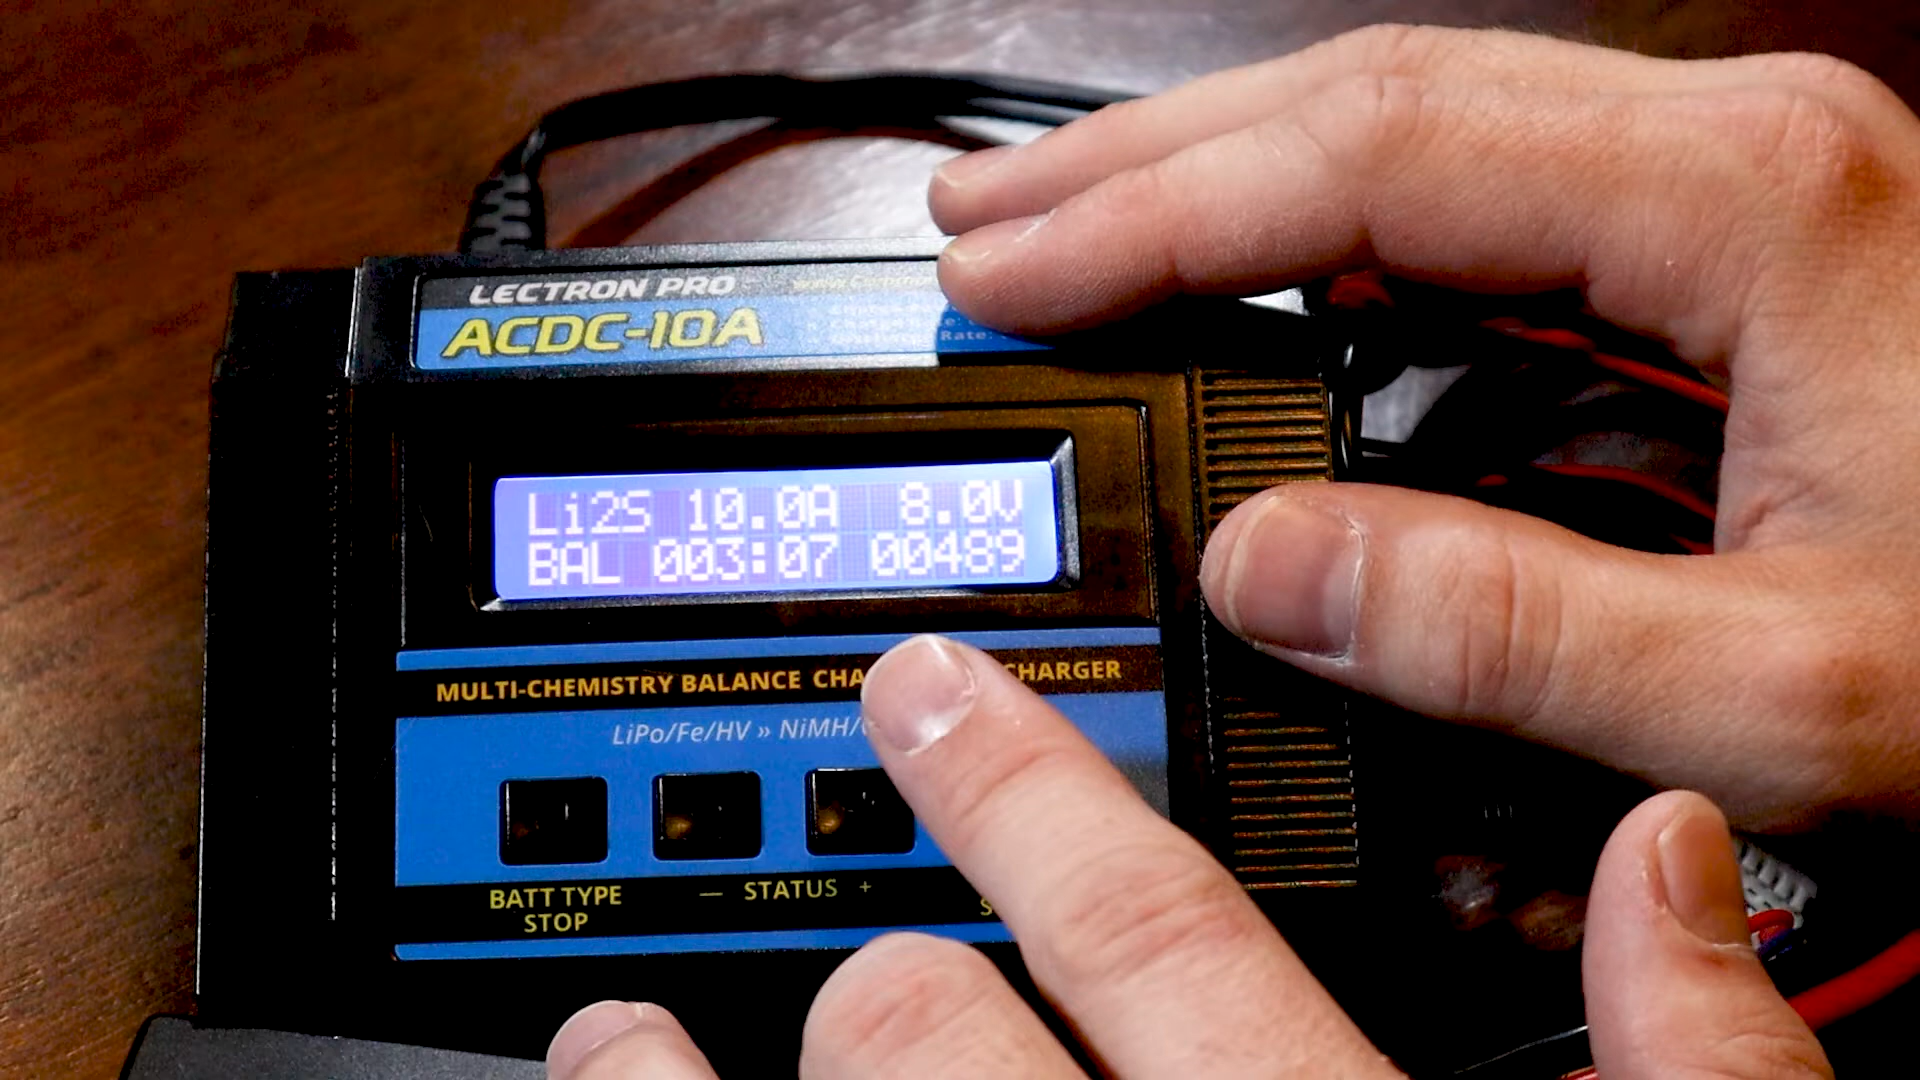 LECTRON PRO
ACDC-10A
Rate:
Li2S 10.0A 8.0V
BAL 003:07 00489
MULTI-CHEMISTRY BALANCE CHARGER
LiPo/Fe/HV » NiMH/
BATT TYPE
STOP
— STATUS +